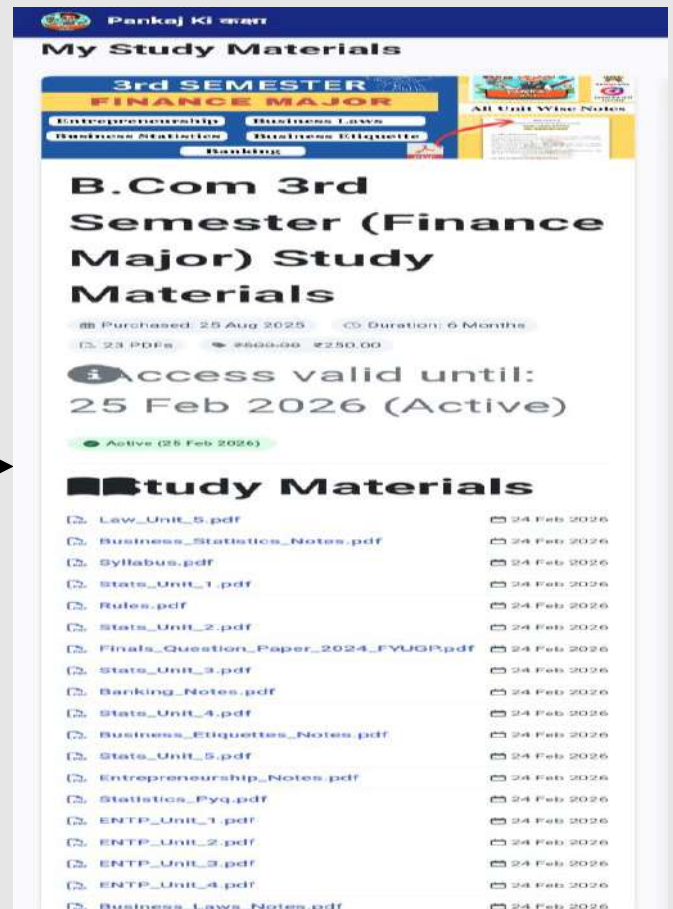 Pankaj Ki कक्षा
My Study Materials
3rd SEMESTER
FINANCE MAJOR
Entrepreneurship
Business Laws
Business Statistics
Business Etiquette
Banking
All Unit Wise Notes
B.Com 3rd
Semester (Finance
Major) Study
Materials
Purchased: 25 Aug 2025 Duration: 6 Months
23 PDFs ₹500.00 ₹250.00
Access valid until:
25 Feb 2026 (Active)
Active (25 Feb 2026)
Study Materials
Law_Unit_5.pdf 24 Feb 2026
Business_Statistics_Notes.pdf 24 Feb 2026
Syllabus.pdf 24 Feb 2026
Stats_Unit_1.pdf 24 Feb 2026
Rules.pdf 24 Feb 2026
Stats_Unit_2.pdf 24 Feb 2026
Finals_Question_Paper_2024_FYUGP.pdf 24 Feb 2026
Stats_Unit_3.pdf 24 Feb 2026
Banking_Notes.pdf 24 Feb 2026
Stats_Unit_4.pdf 24 Feb 2026
Business_Etiquettes_Notes.pdf 24 Feb 2026
Stats_Unit_5.pdf 24 Feb 2026
Entrepreneurship_Notes.pdf 24 Feb 2026
Statistics_Pyq.pdf 24 Feb 2026
ENTP_Unit_1.pdf 24 Feb 2026
ENTP_Unit_2.pdf 24 Feb 2026
ENTP_Unit_3.pdf 24 Feb 2026
ENTP_Unit_4.pdf 24 Feb 2026
Business_Laws_Notes.pdf 24 Feb 2026